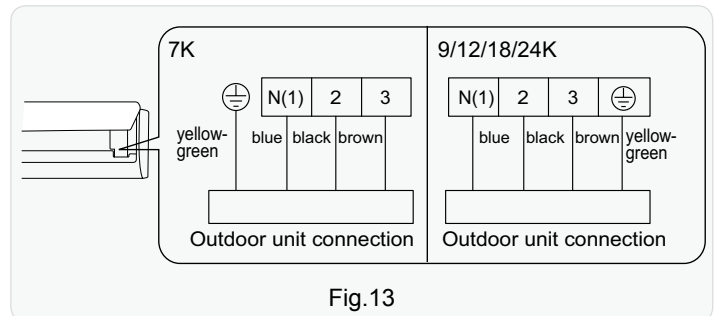 7K
N(1) 2 3
yellow-
green
blue black brown
Outdoor unit connection
9/12/18/24K
N(1) 2 3
blue black brown yellow-
green
Outdoor unit connection
Fig.13